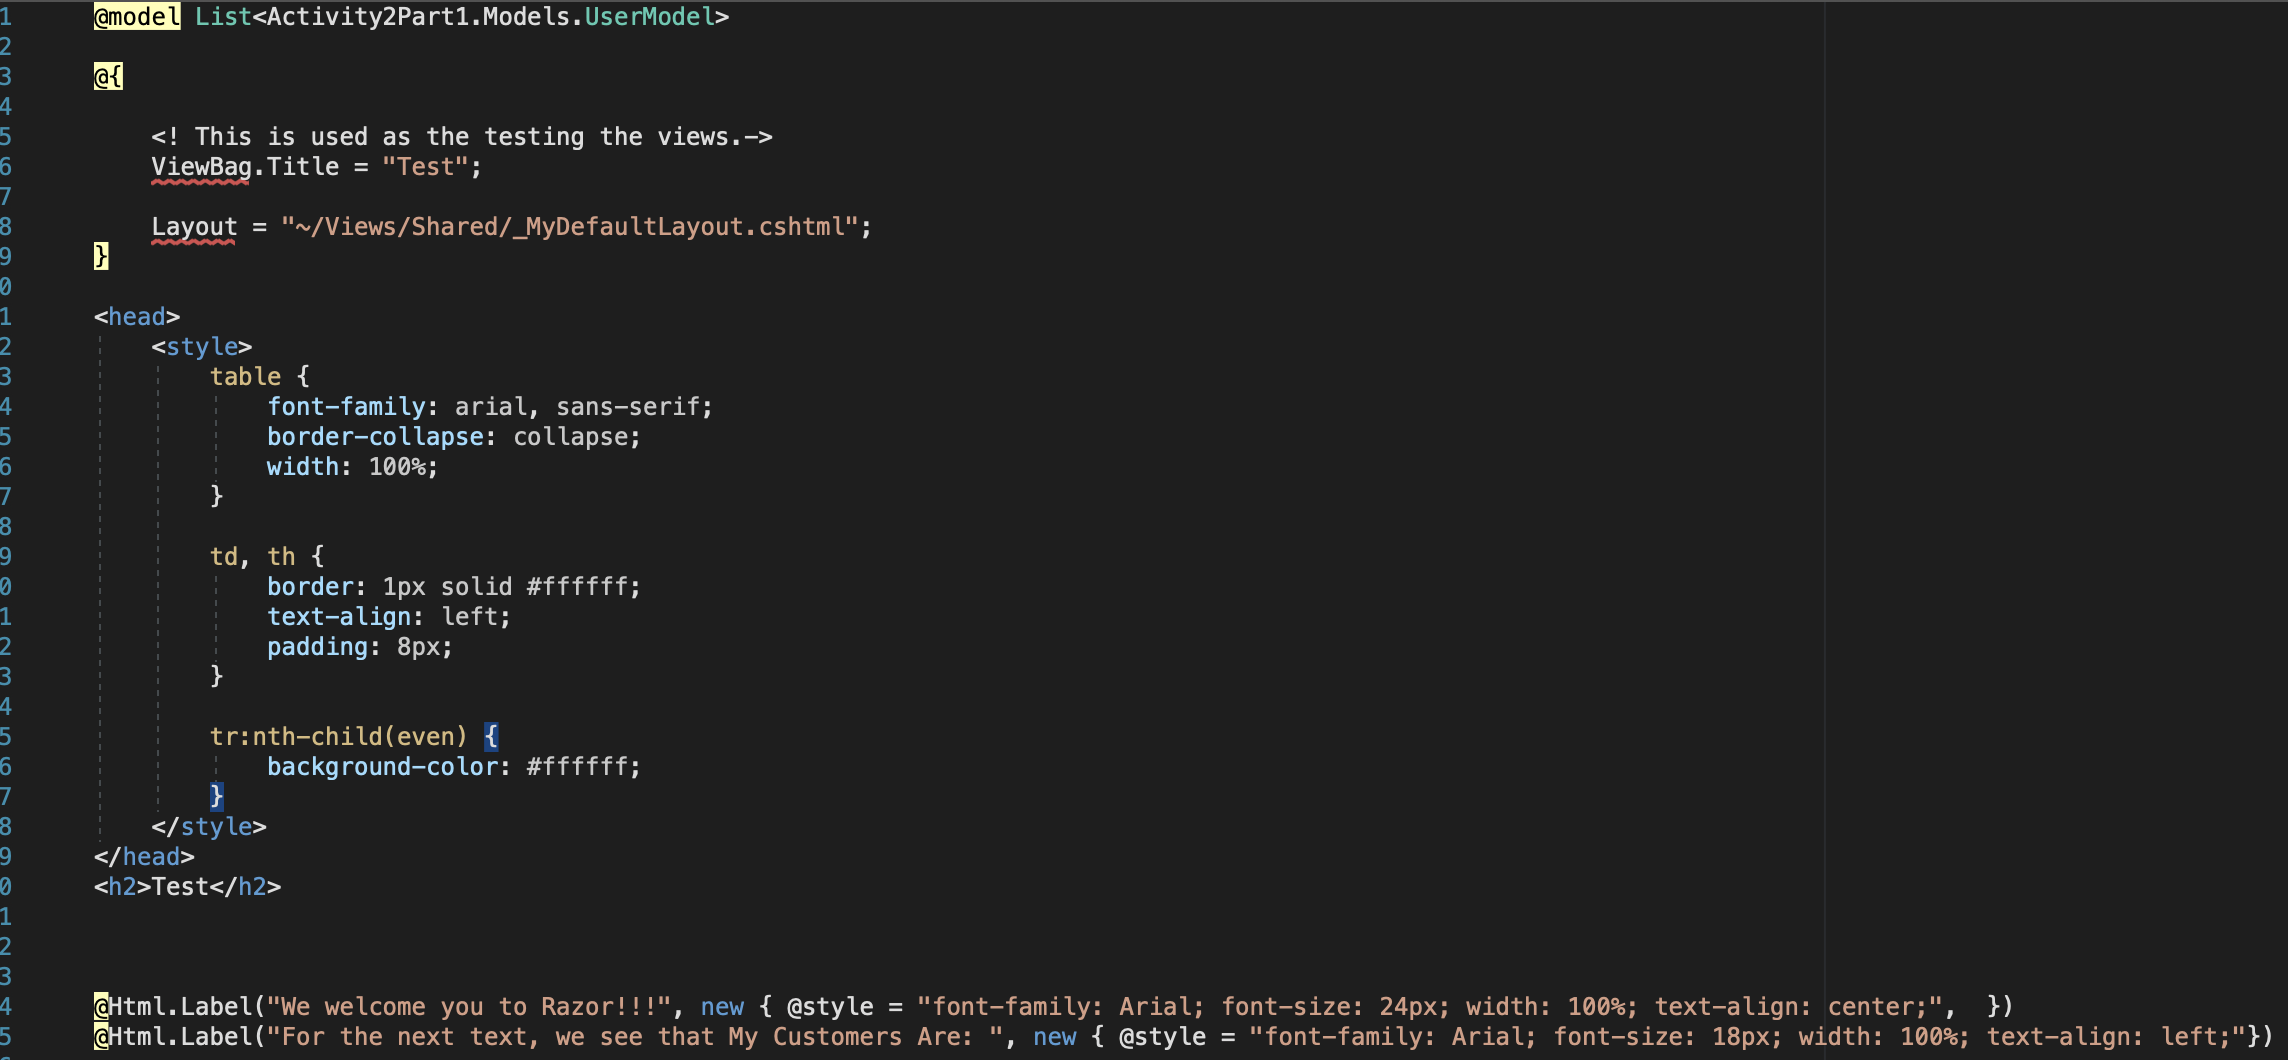 1 @model List<Activity2Part1.Models.UserModel>
2
3 @{
4
5 <! This is used as the testing the views.->
6 ViewBag.Title = "Test";
7
8 Layout = "~/Views/Shared/_MyDefaultLayout.cshtml";
9 }
0
1 <head>
2 <style>
3 table {
4 font-family: arial, sans-serif;
5 border-collapse: collapse;
6 width: 100%;
7 }
8
9 td, th {
0 border: 1px solid #ffffff;
1 text-align: left;
2 padding: 8px;
3 }
4
5 tr:nth-child(even) {
6 background-color: #ffffff;
7 }
8 </style>
9 </head>
0 <h2>Test</h2>
1
2
3
4 @Html.Label("We welcome you to Razor!!!", new { @style = "font-family: Arial; font-size: 24px; width: 100%; text-align: center;",  })
5 @Html.Label("For the next text, we see that My Customers Are: ", new { @style = "font-family: Arial; font-size: 18px; width: 100%; text-align: left;"})